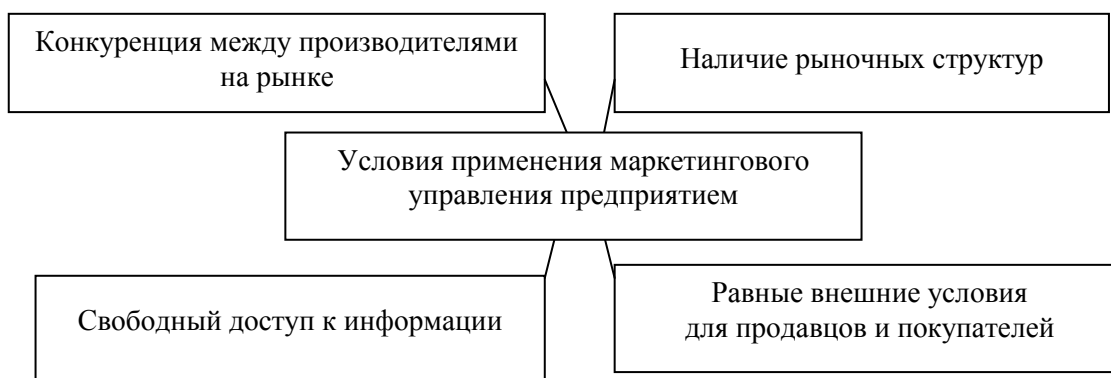 Конкуренция между производителями
на рынке
Наличие рыночных структур
Условия применения маркетингового
управления предприятием
Свободный доступ к информации
Равные внешние условия
для продавцов и покупателей